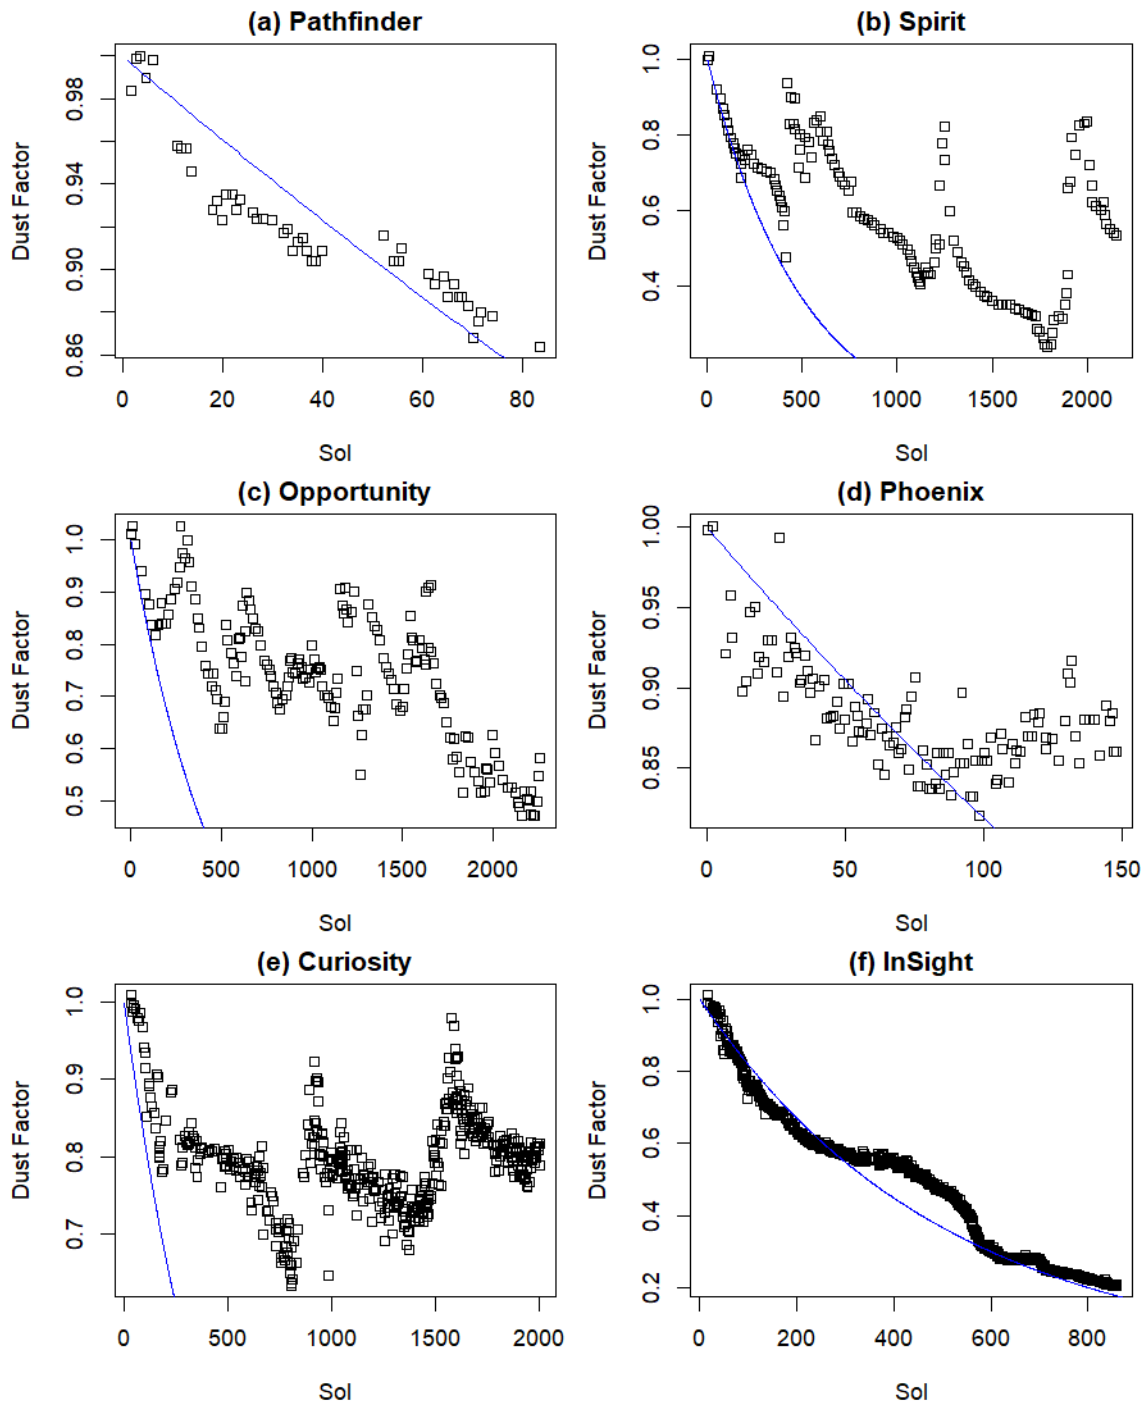 (a) Pathfinder
Dust Factor
0.98
0.94
0.90
0.86
0 20 40 60 80
Sol
(b) Spirit
Dust Factor
1.0
0.8
0.6
0.4
0 500 1000 1500 2000
Sol
(c) Opportunity
Dust Factor
1.0
0.9
0.8
0.7
0.6
0.5
0 500 1000 1500 2000
Sol
(d) Phoenix
Dust Factor
1.00
0.95
0.90
0.85
0 50 100 150
Sol
(e) Curiosity
Dust Factor
1.0
0.9
0.8
0.7
0 500 1000 1500 2000
Sol
(f) InSight
Dust Factor
1.0
0.8
0.6
0.4
0.2
0 200 400 600 800
Sol